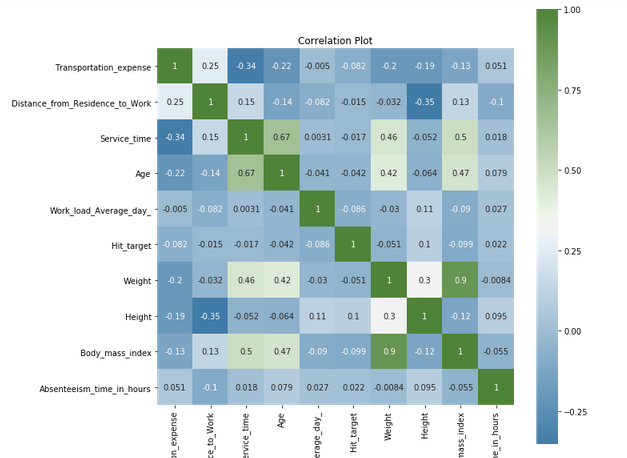 Correlation Plot
Transportation_expense 1 0.25 -0.34 -0.22 -0.005 -0.082 -0.2 -0.19 -0.13 0.051
Distance_from_Residence_to_Work 0.25 1 0.15 -0.14 -0.082 -0.015 -0.032 -0.35 0.13 -0.1
Service_time -0.34 0.15 1 0.67 0.0031 -0.017 0.46 -0.052 0.5 0.018
Age -0.22 -0.14 0.67 1 -0.041 -0.042 0.42 -0.064 0.47 0.079
Work_load_Average_day_ -0.005 -0.082 0.0031 -0.041 1 -0.086 -0.03 0.11 -0.09 0.027
Hit_target -0.082 -0.015 -0.017 -0.042 -0.086 1 -0.051 0.1 -0.099 0.022
Weight -0.2 -0.032 0.46 0.42 -0.03 -0.051 1 0.3 0.9 -0.0084
Height -0.19 -0.35 -0.052 -0.064 0.11 0.1 0.3 1 -0.12 0.095
Body_mass_index -0.13 0.13 0.5 0.47 -0.09 -0.099 0.9 -0.12 1 -0.055
Absenteeism_time_in_hours 0.051 -0.1 0.018 0.079 0.027 0.022 -0.0084 0.095 -0.055 1
on_expense
ce_to_Work
ervice_time
Age
erage_day_
Hit_target
Weight
Height
mass_index
ne_in_hours
1.00
0.75
0.50
0.25
0.00
-0.25